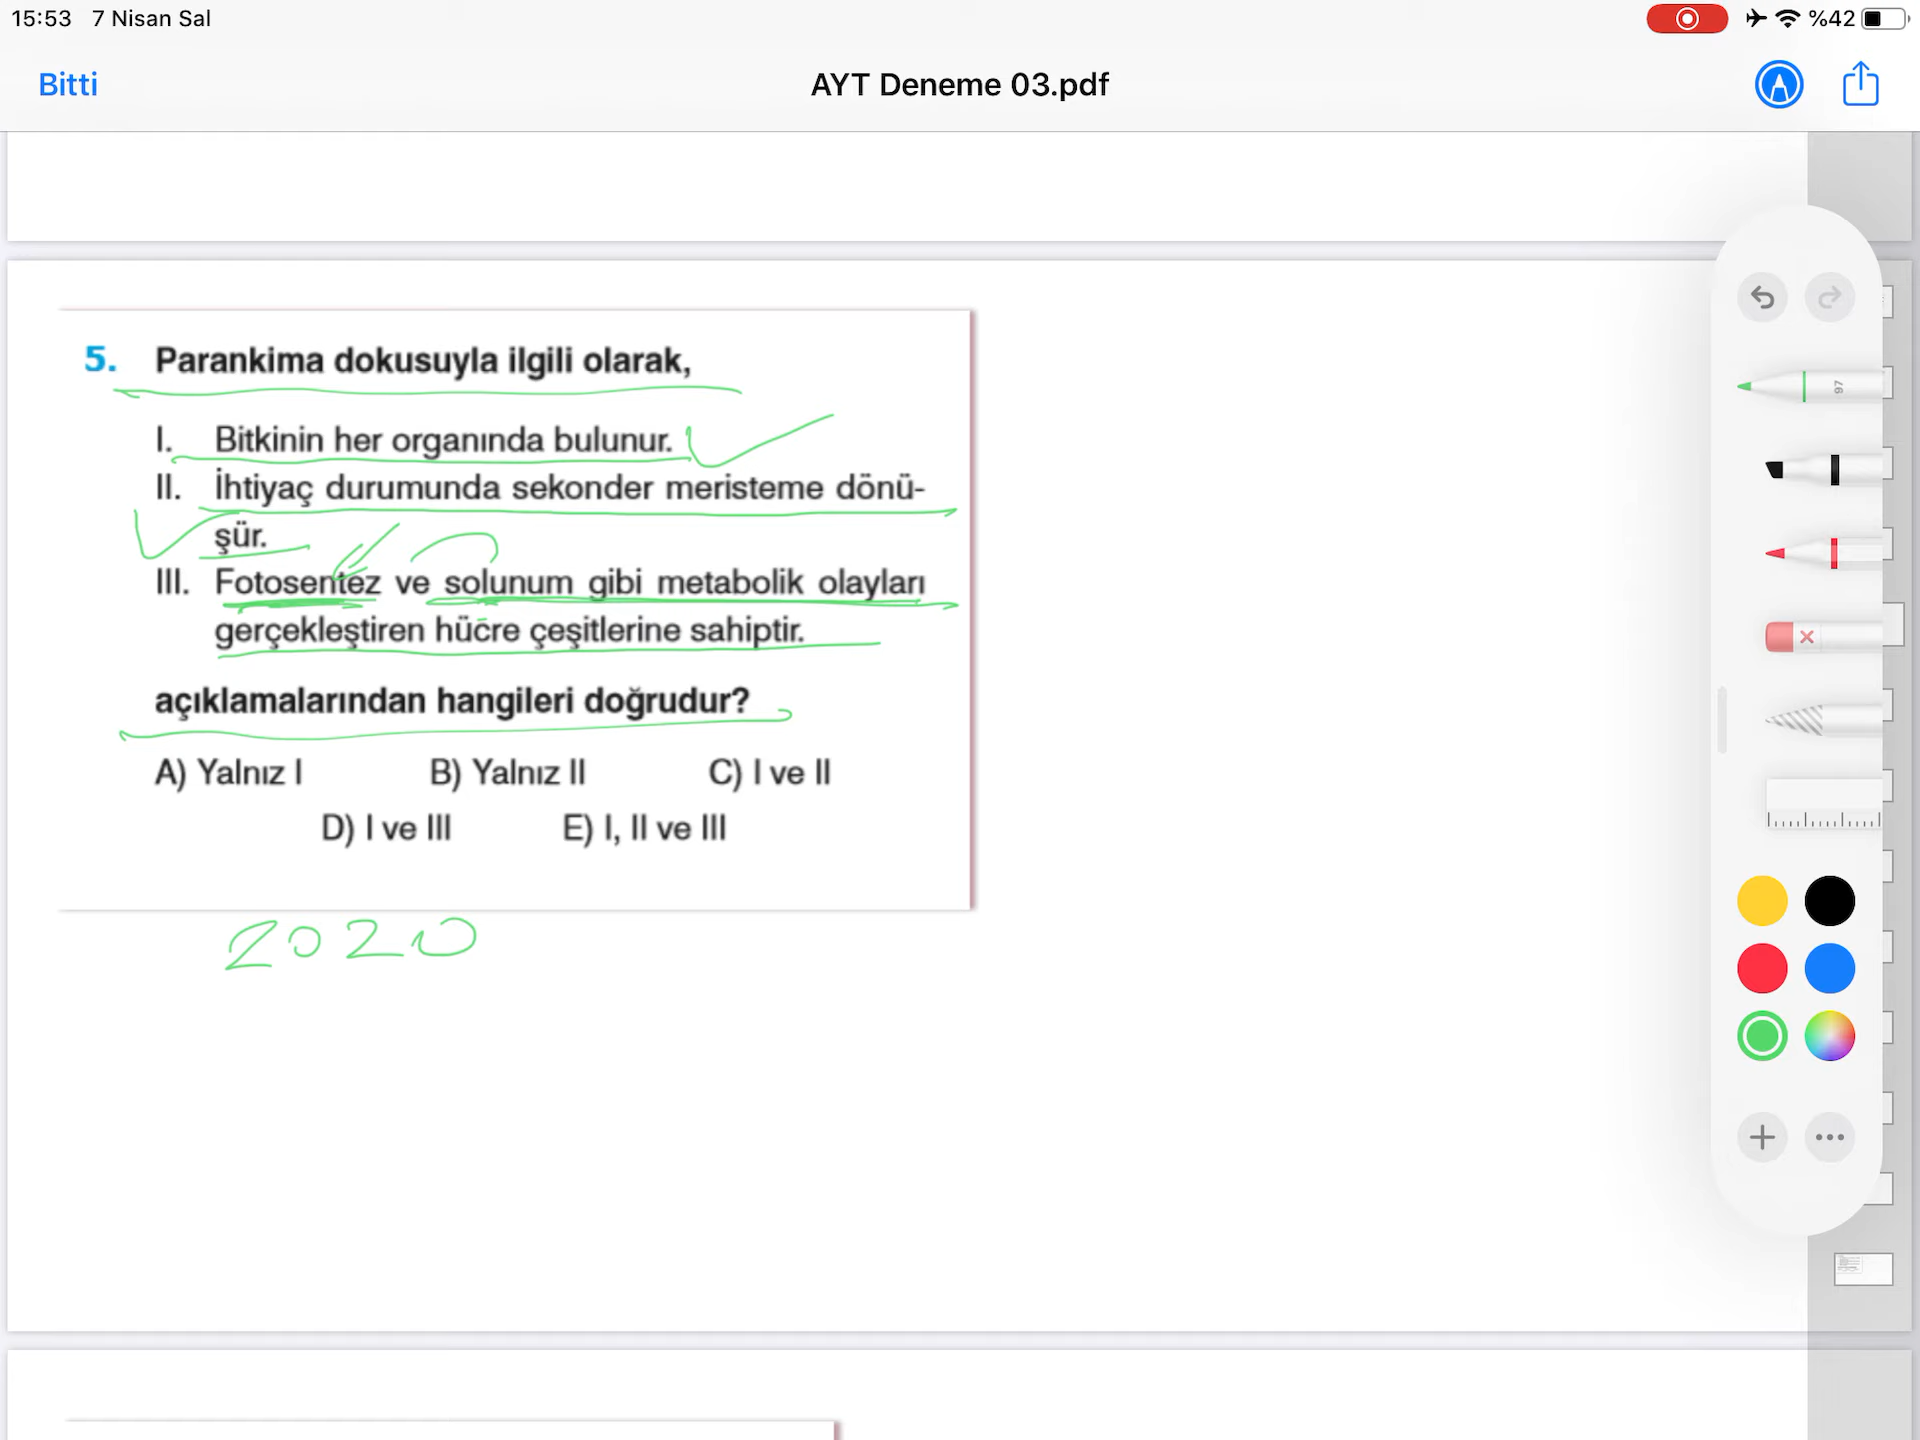 15:53 7 Nisan Sal %42
Bitti AYT Deneme 03.pdf
5. Parankima dokusuyla ilgili olarak,
I. Bitkinin her organında bulunur.
II. İhtiyaç durumunda sekonder meristeme dönü-
şür.
III. Fotosentez ve solunum gibi metabolik olayları
gerçekleştiren hücre çeşitlerine sahiptir.
açıklamalarından hangileri doğrudur?
A) Yalnız I B) Yalnız II C) I ve II
D) I ve III E) I, II ve III
2020
97